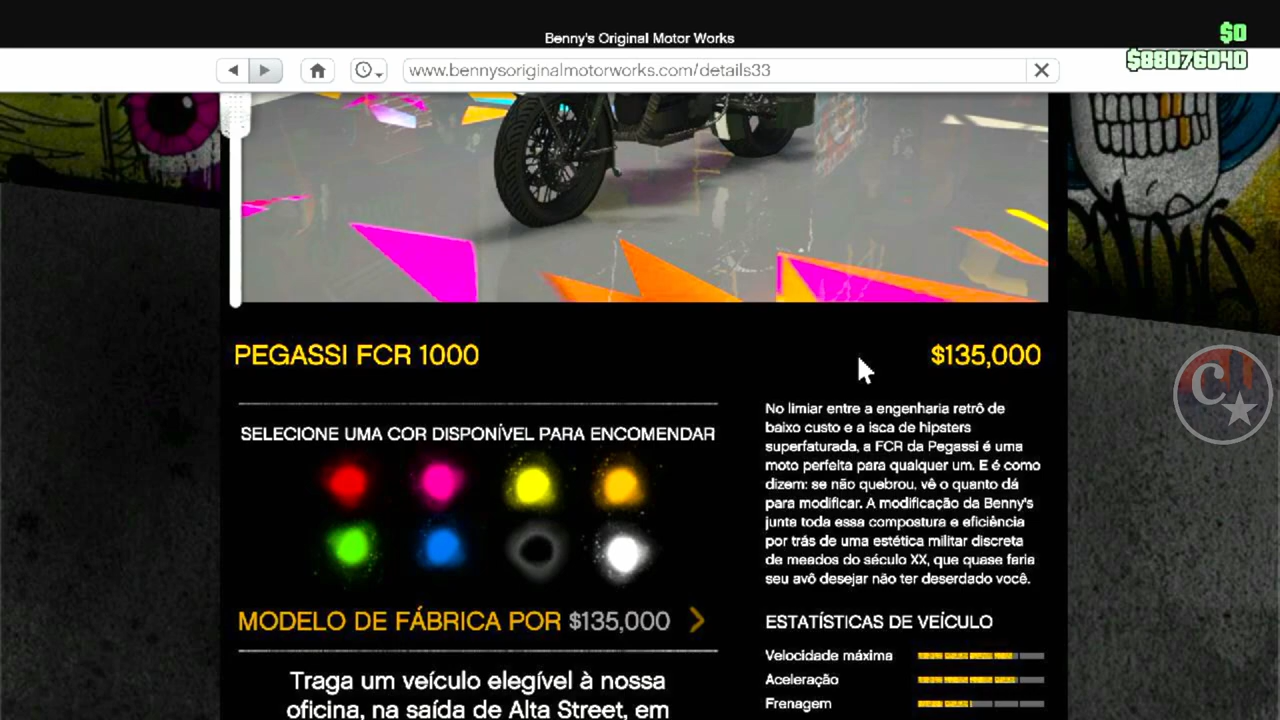 Benny's Original Motor Works
$0
$88076040
www.bennysoriginalmotorworks.com/details33
PEGASSI FCR 1000
$135,000
SELECIONE UMA COR DISPONÍVEL PARA ENCOMENDAR
MODELO DE FÁBRICA POR $135,000
Traga um veículo elegível à nossa
oficina, na saída de Alta Street, em
No limiar entre a engenharia retrô de
baixo custo e a isca de hipsters
superfaturada, a FCR da Pegassi é uma
moto perfeita para qualquer um. E é como
dizem: se não quebrou, vê o quanto dá
para modificar. A modificação da Benny's
junta toda essa compostura e eficiência
por trás de uma estética militar discreta
de meados do século XX, que quase faria
seu avô desejar não ter deserdado você.
ESTATÍSTICAS DE VEÍCULO
Velocidade máxima
Aceleração
Frenagem
C